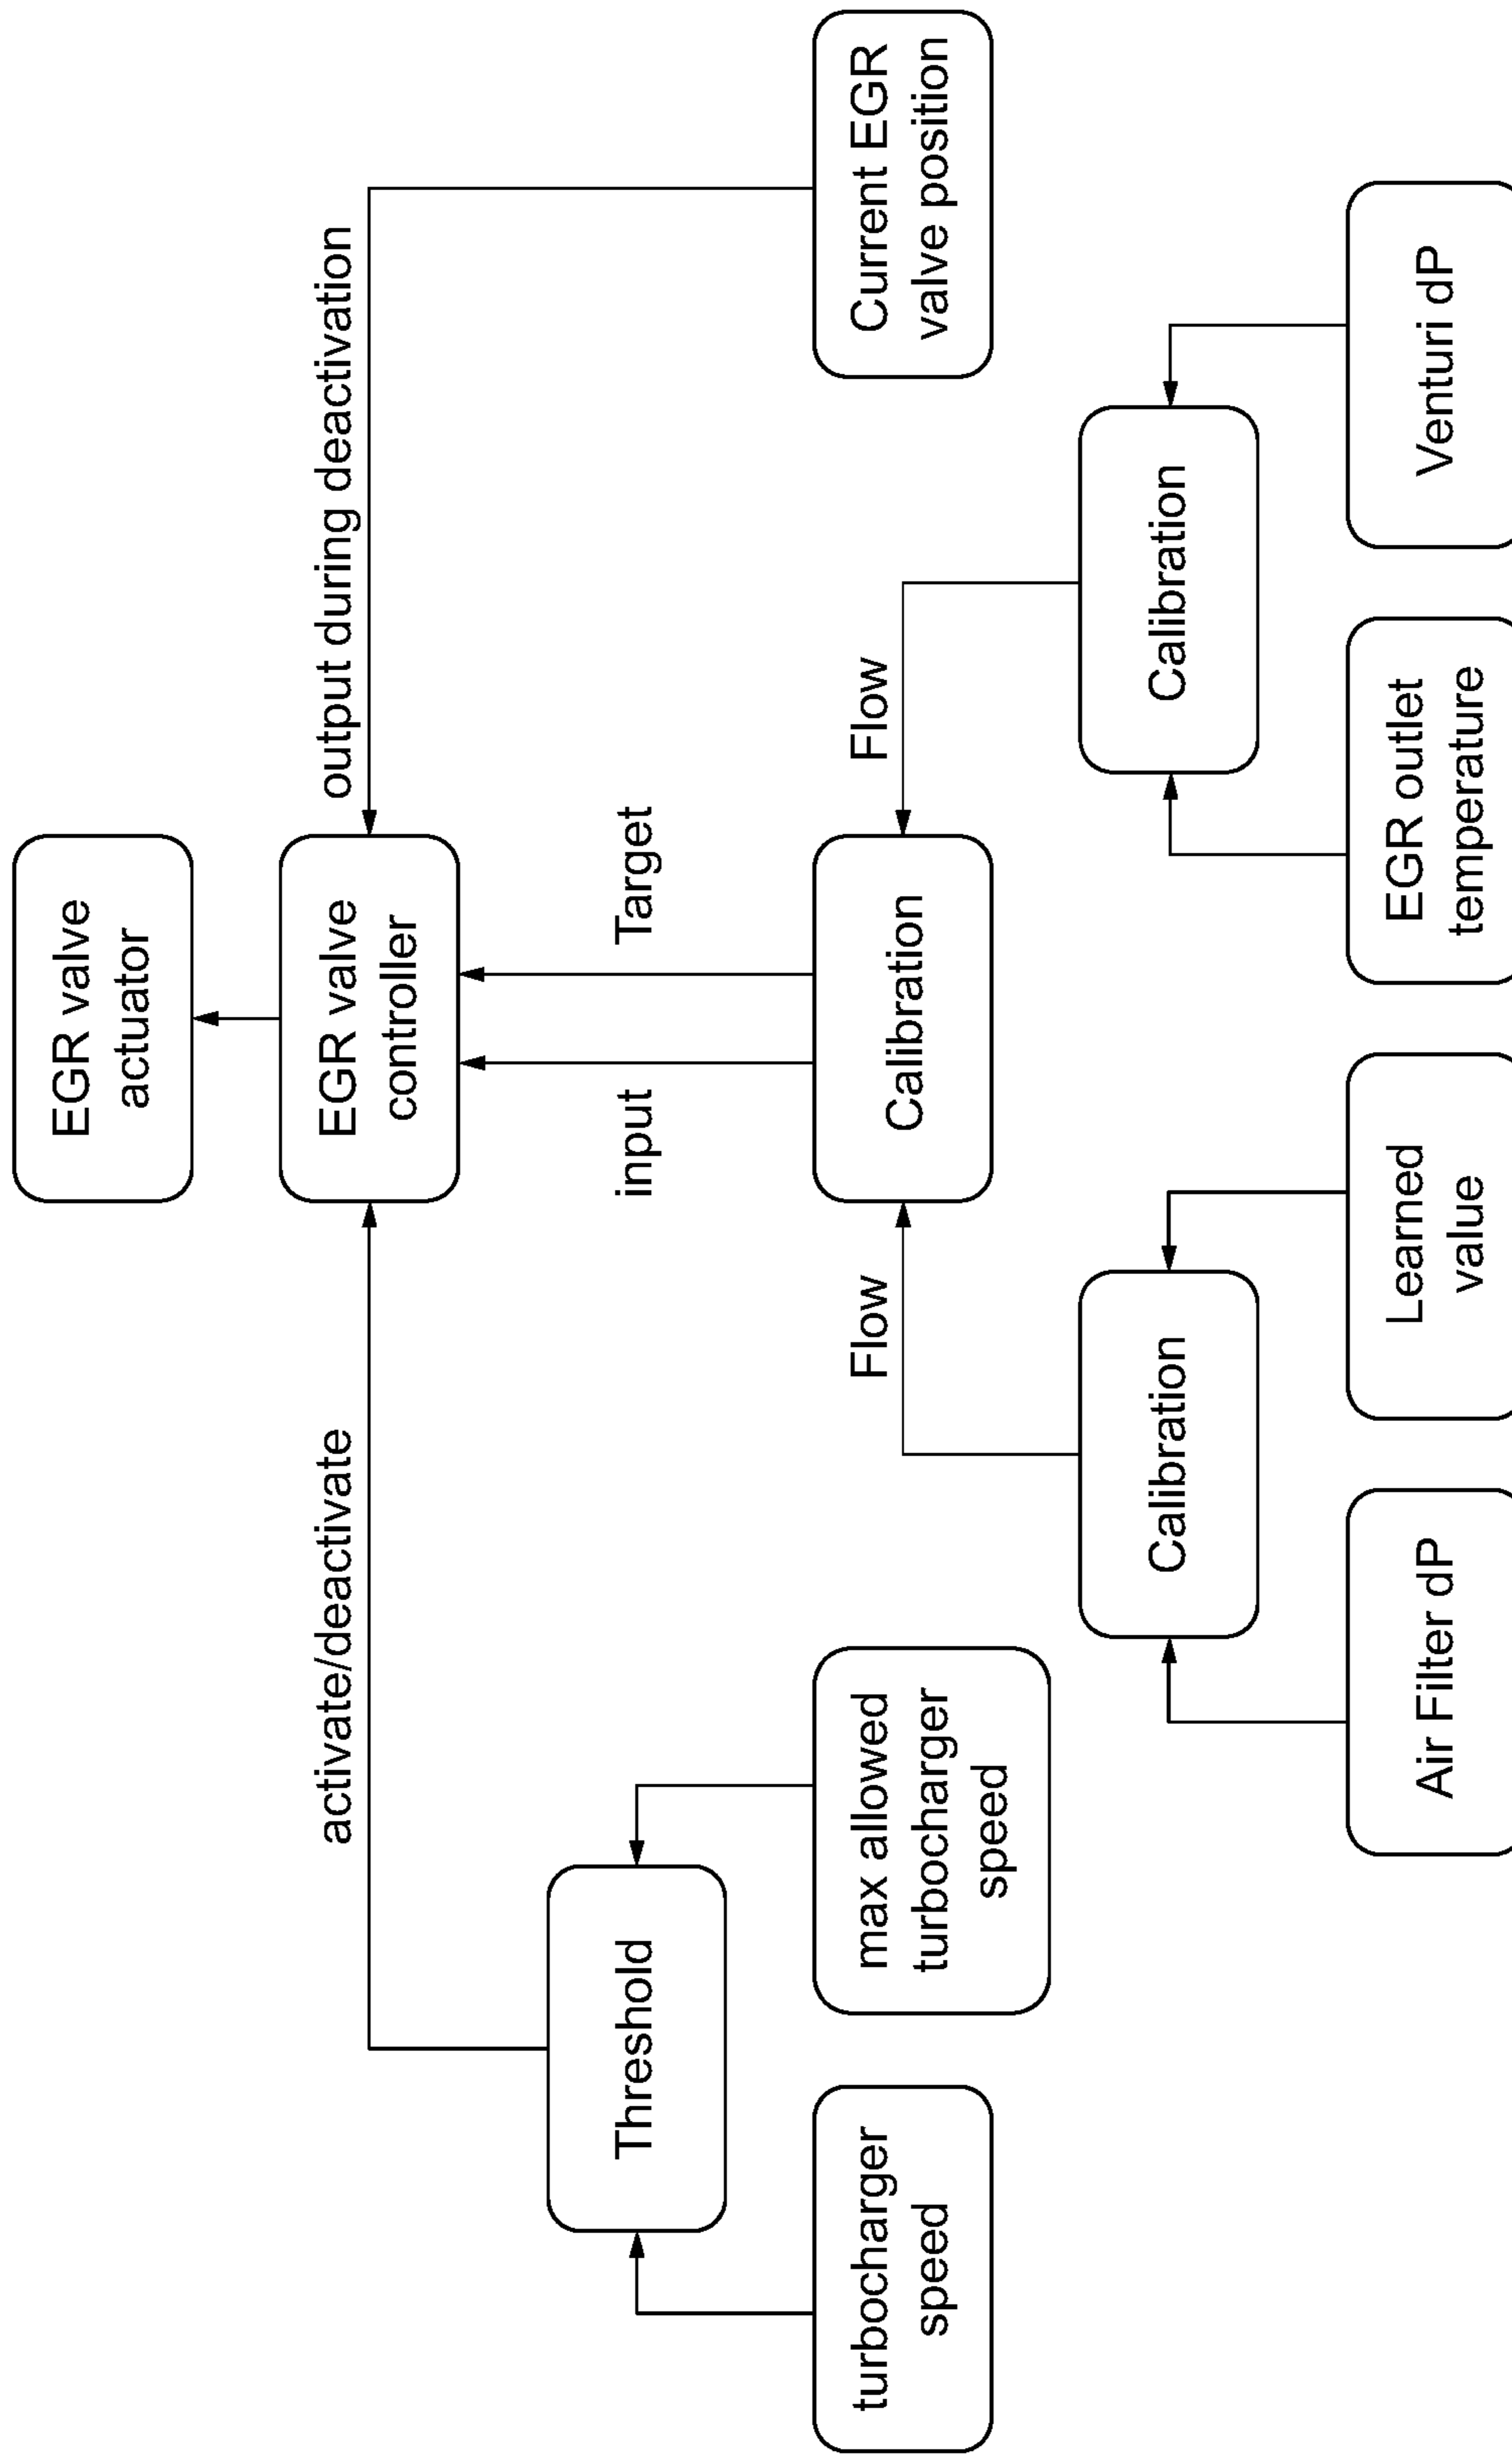 EGR valve
actuator
activate/deactivate
EGR valve
controller
output during deactivation
Threshold
input
Target
turbocharger
speed
max allowed
turbocharger
speed
Flow
Calibration
Flow
Current EGR
valve position
Calibration
Calibration
Air Filter dP
Learned
value
EGR outlet
temperature
Venturi dP